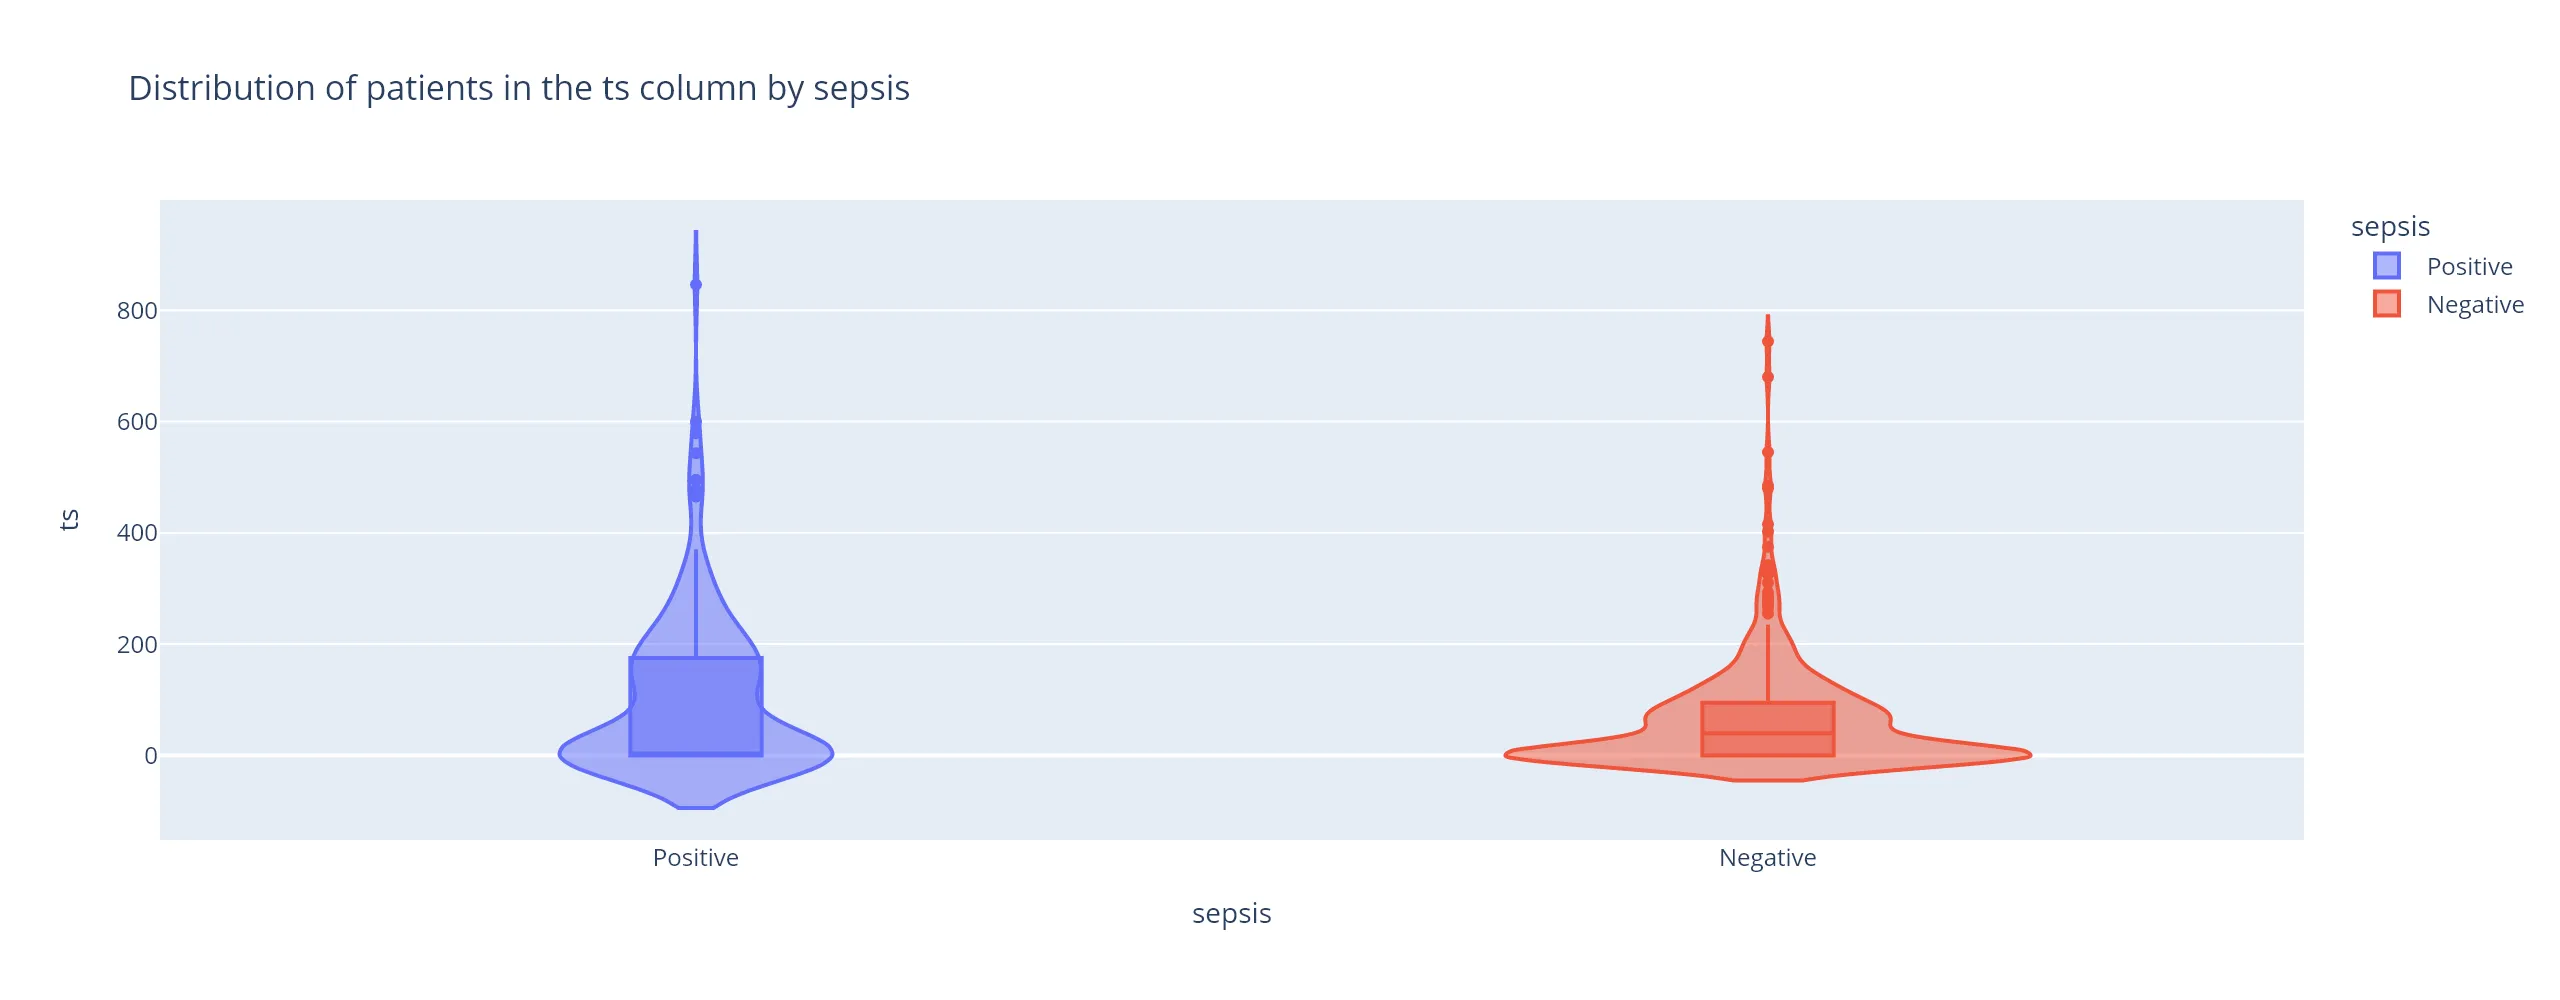 Distribution of patients in the ts column by sepsis
sepsis
Positive
Negative
800
600
400
200
0
ts
Positive
Negative
sepsis